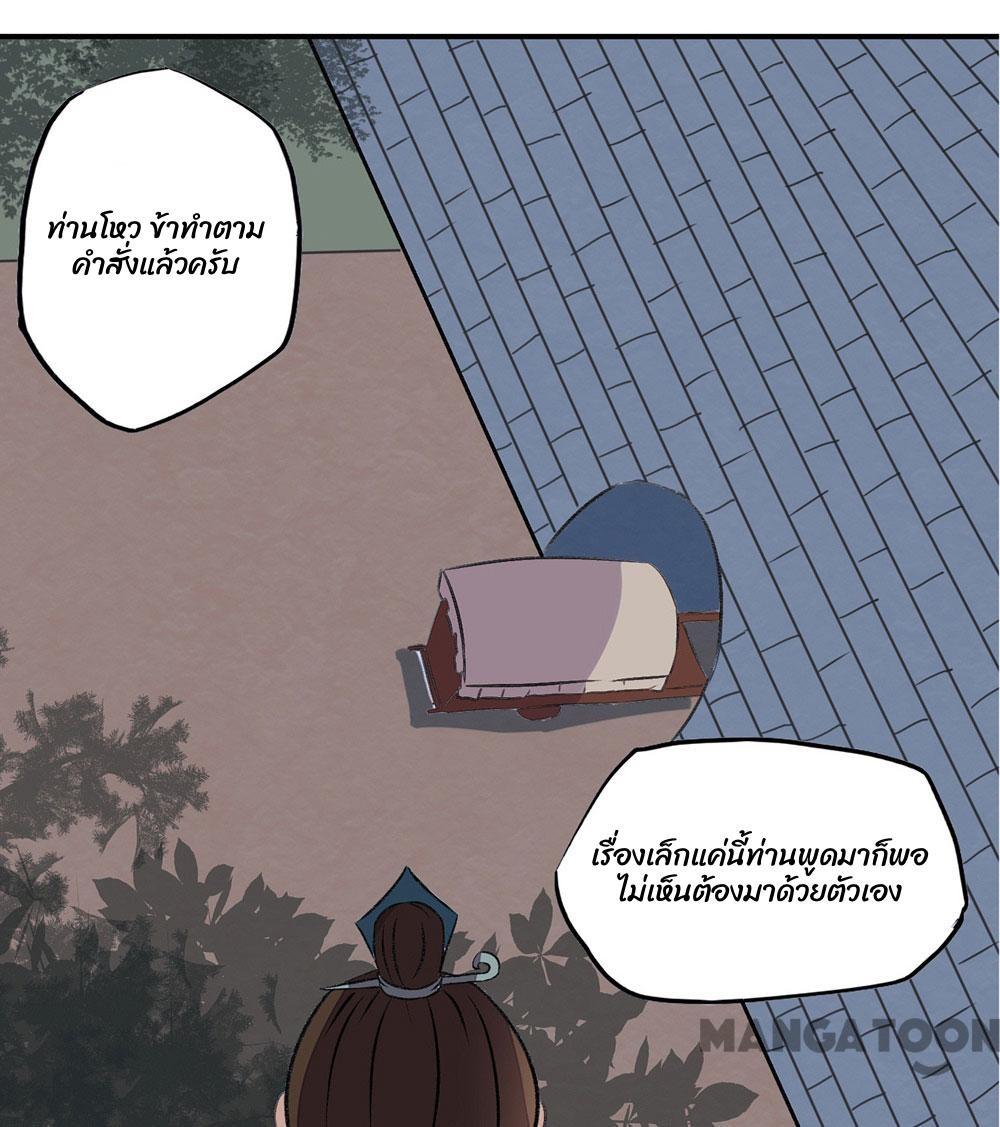 ท่านโหว ข้าทำตาม
คำสั่งแล้วครับ
เรื่องเล็กแค่นี้ท่านพูดมาก็พอ
ไม่เห็นต้องมาด้วยตัวเอง
MANGATOON